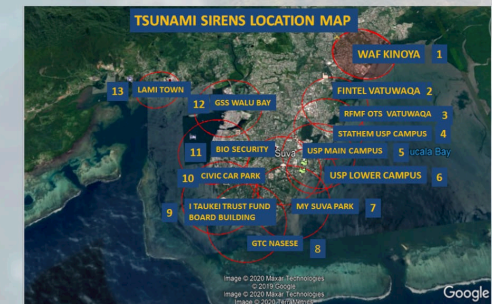 TSUNAMI SIRENS LOCATION MAP
WAF KINOYA 1
13 LAMI TOWN
FINTEL VATUWAQA 2
12 GSS WALU BAY
RFMF OTS VATUWAQA 3
STATHEM USP CAMPUS 4
11 BIO SECURITY
Suva
USP MAIN CAMPUS 5
ucala Bay
10 CIVIC CAR PARK
USP LOWER CAMPUS 6
9 I TAUKEI TRUST FUND
BOARD BUILDING
MY SUVA PARK 7
GTC NASESE 8
Image © 2020 Maxar Technologies
© 2019 Google
Image © 2020 Maxar Technologies
Image © 2020 TerraMetrics
Google